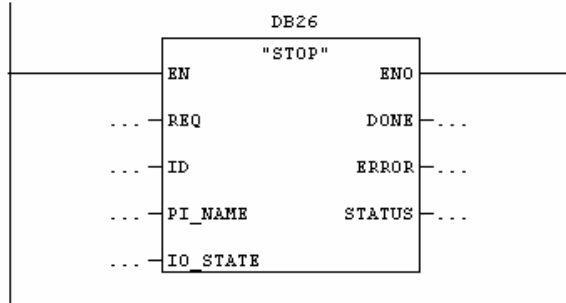 DB26
"STOP"
EN ENO
... REQ DONE ...
... ID ERROR ...
... PI_NAME STATUS ...
... IO_STATE